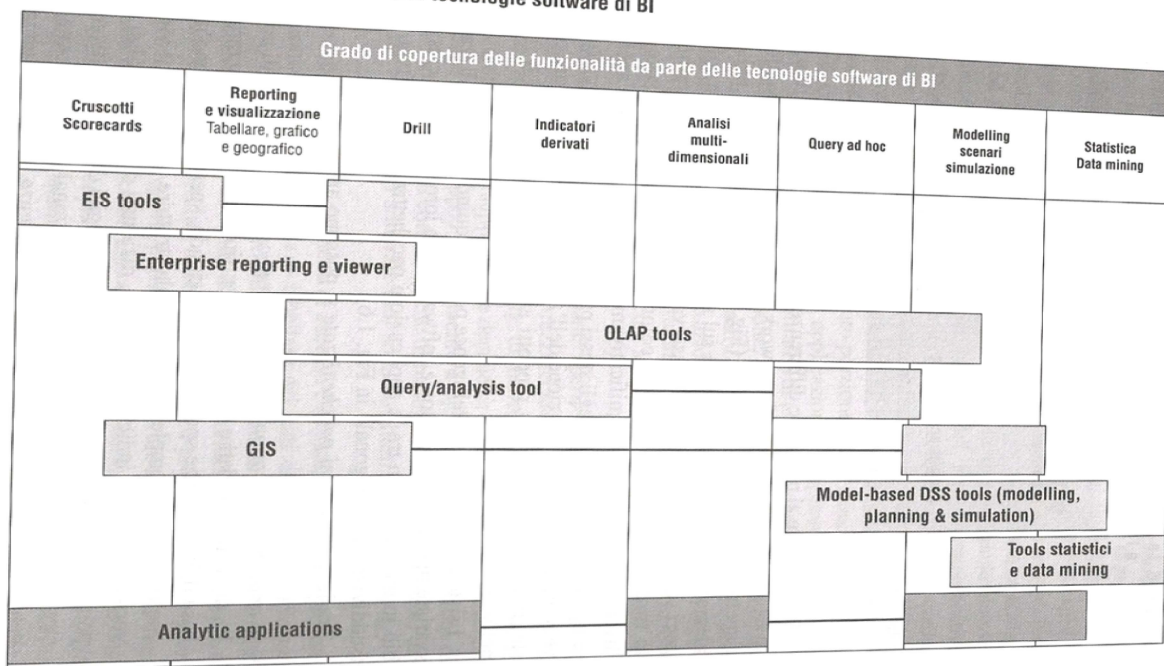 tecnologie software di BI
Grado di copertura delle funzionalità da parte delle tecnologie software di BI
Cruscotti
Scorecards
Reporting
e visualizzazione
Tabellare, grafico
e geografico
Drill
Indicatori
derivati
Analisi
multi-
dimensionali
Query ad hoc
Modelling
scenari
simulazione
Statistica
Data mining
EIS tools
Enterprise reporting e viewer
OLAP tools
Query/analysis tool
GIS
Model-based DSS tools (modelling,
planning & simulation)
Tools statistici
e data mining
Analytic applications